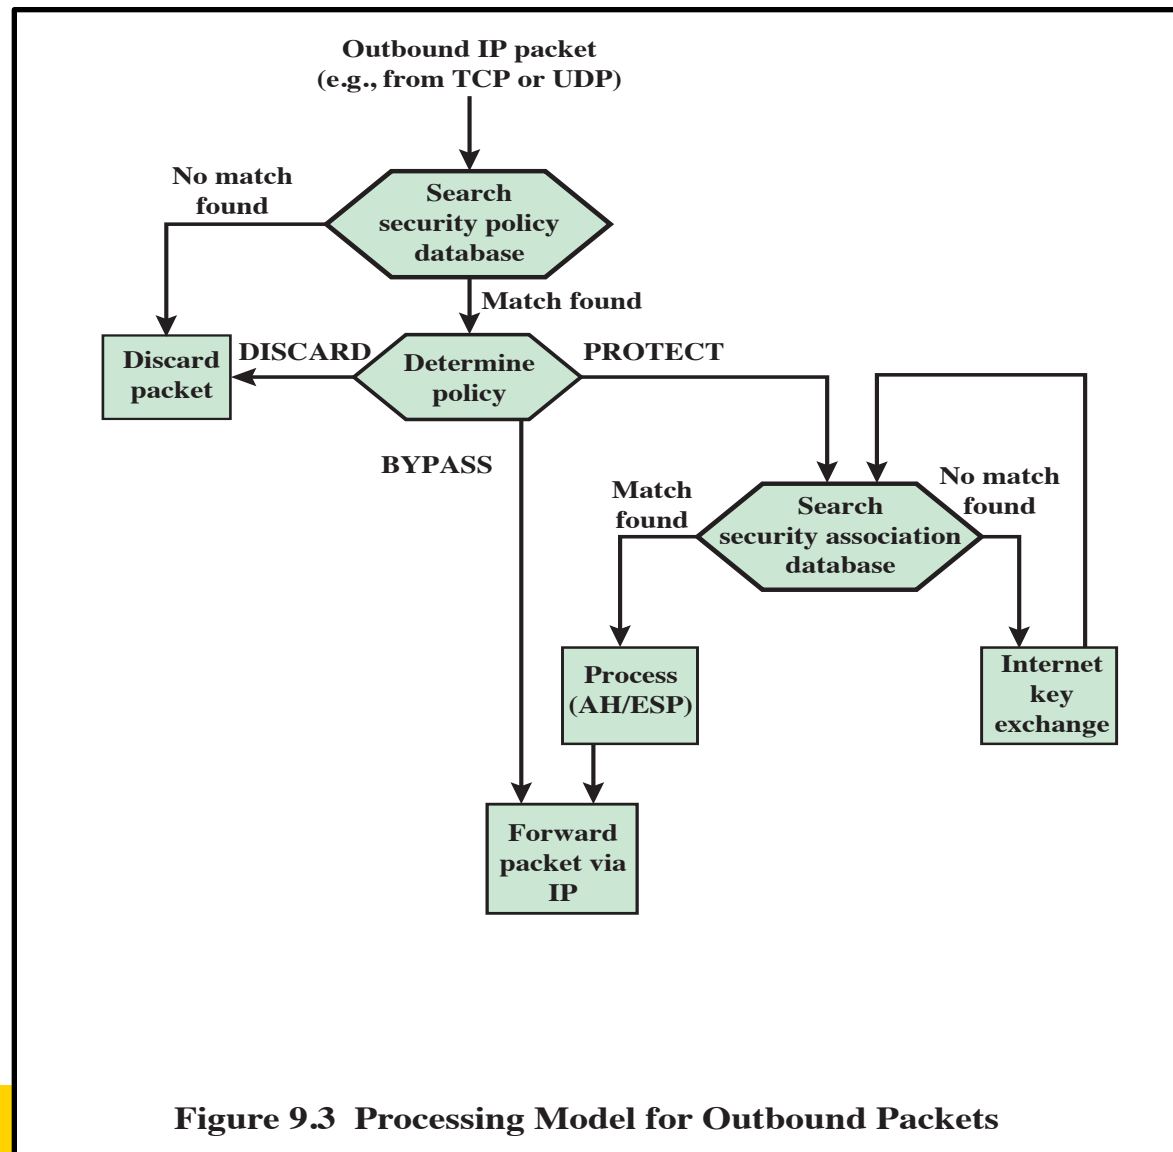 Outbound IP packet
(e.g., from TCP or UDP)
No match
found
Search
security policy
database
Match found
Discard
packet
DISCARD
Determine
policy
PROTECT
BYPASS
Match
found
Search
security association
database
No match
found
Process
(AH/ESP)
Internet
key
exchange
Forward
packet via
IP
Figure 9.3 Processing Model for Outbound Packets